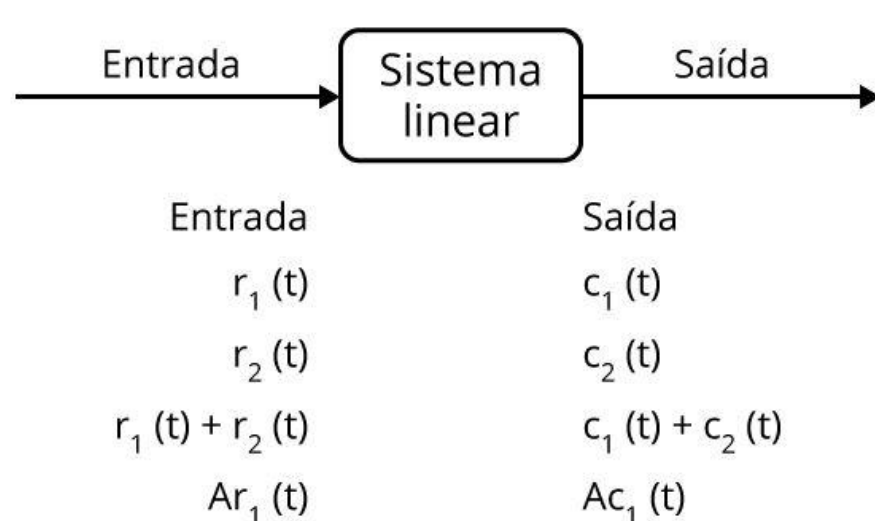 Entrada
Sistema
linear
Saída
Entrada Saída
r₁ (t) c₁ (t)
r₂ (t) c₂ (t)
r₁ (t) + r₂ (t) c₁ (t) + c₂ (t)
Ar₁ (t) Ac₁ (t)